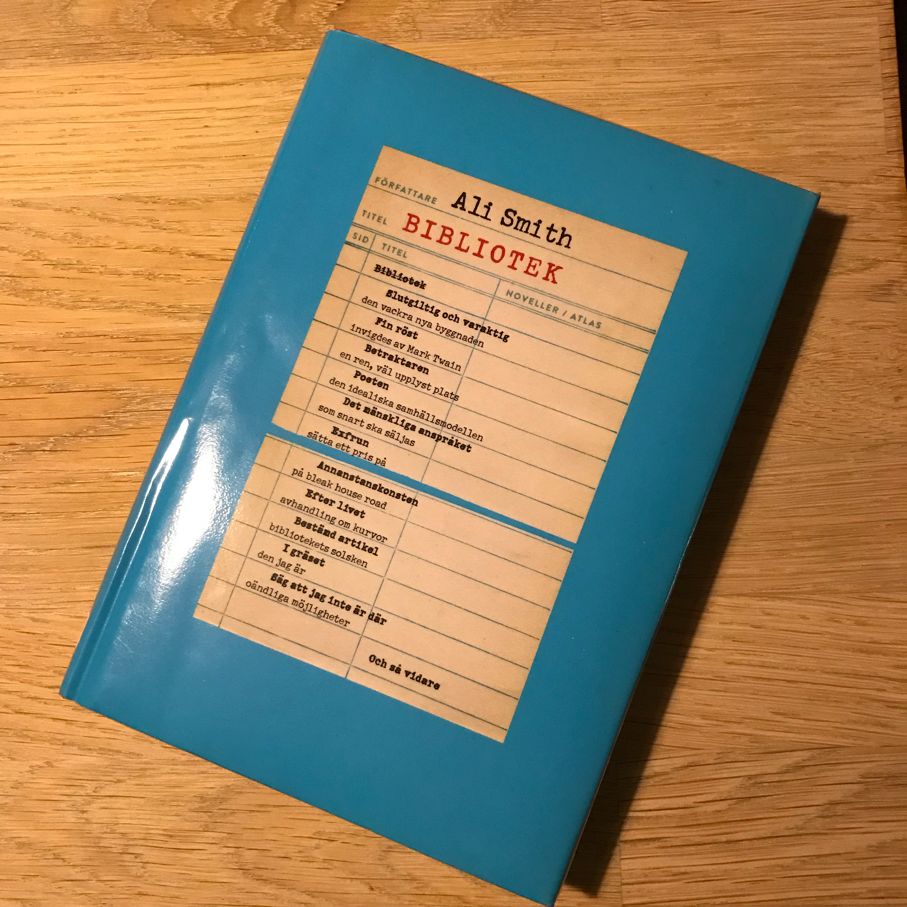 FÖRFATTARE Ali Smith
TITEL BIBLIOTEK
SID TITEL NOVELLER / ATLAS
Bibliotek
Slutgiltig och varaktig
den vackra nya byggnaden
Fin röst
invigdes av Mark Twain
Betraktaren
en ren, väl upplyst plats
Poeten
den idealiska samhällsmodellen
Det mänskliga anspråket
som snart ska säljas
Exfrun
sätta ett pris på
Annanstanskonsten
på bleak house road
Efter livet
avhandling om kurvor
Bestämd artikel
bibliotekets solsken
I gräset
den jag är
Säg att jag inte är där
oändliga möjligheter
Och så vidare